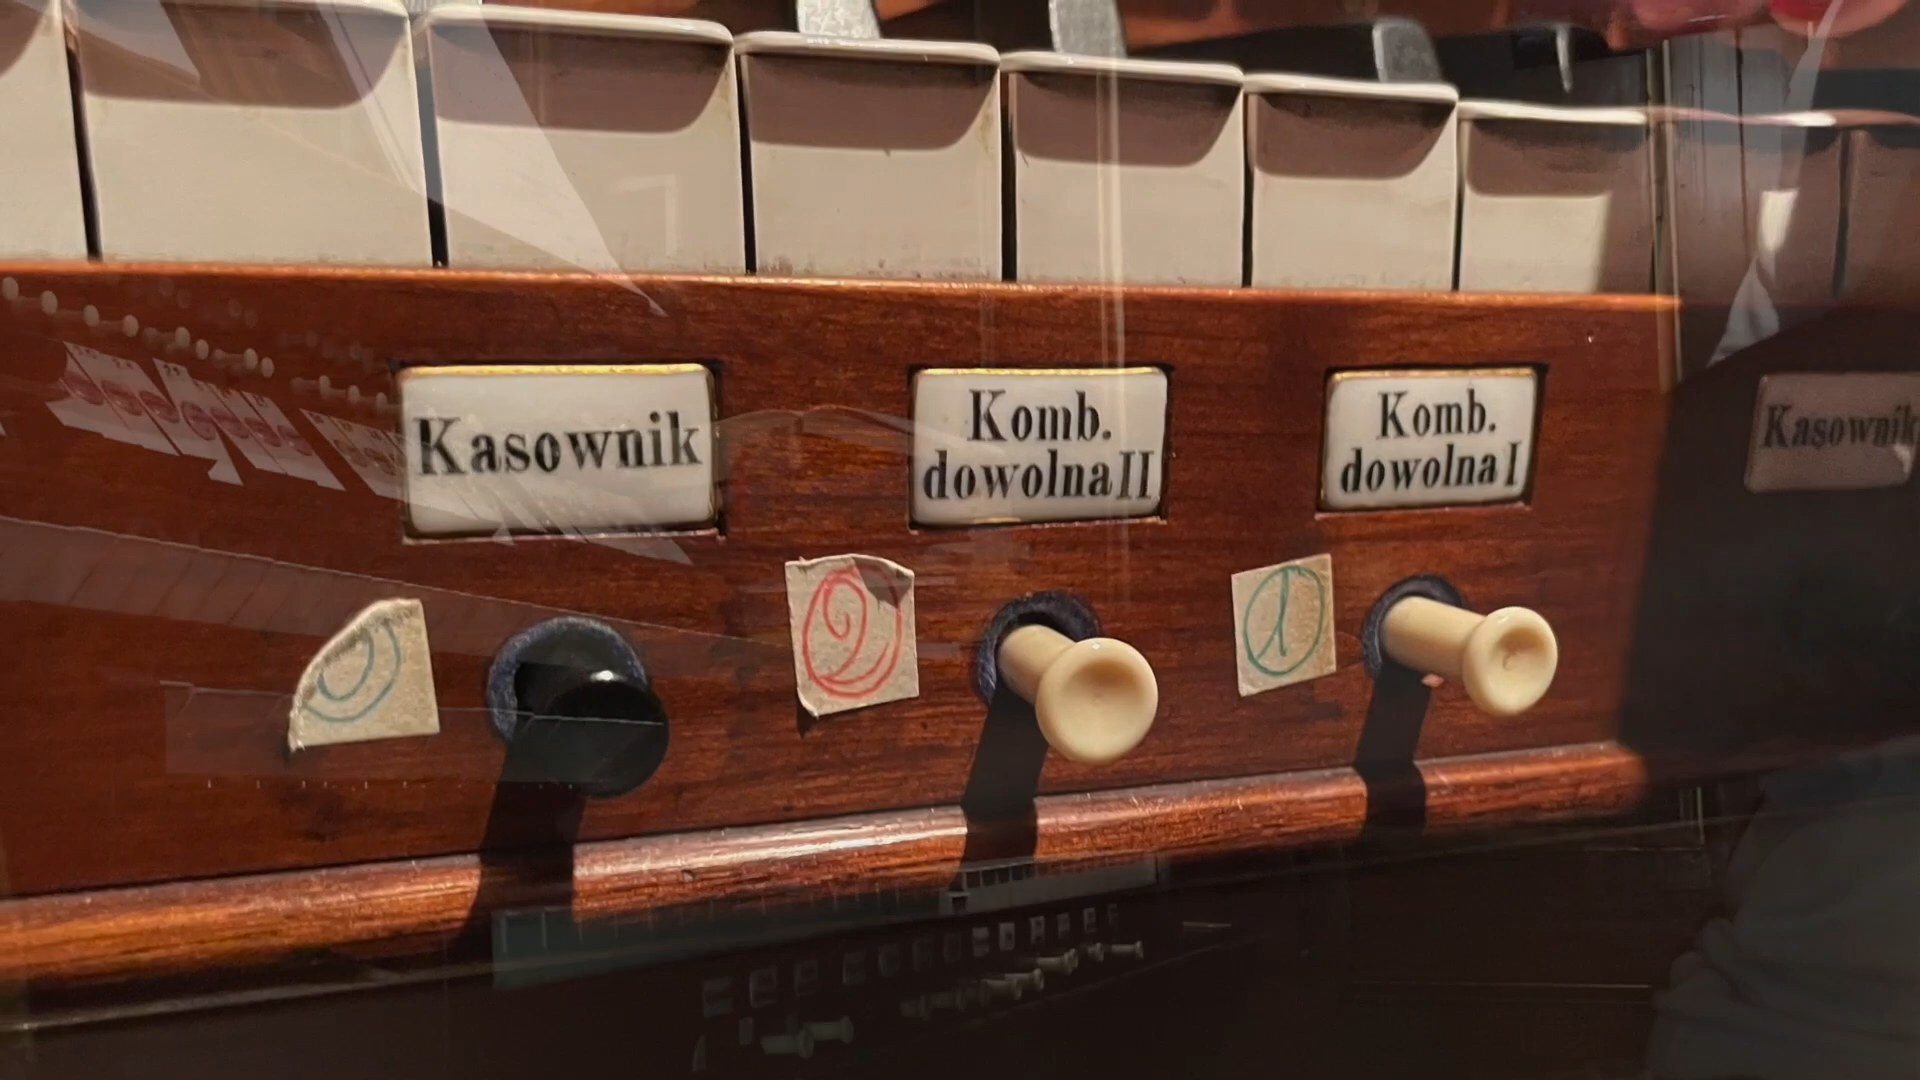 Kasownik
Komb.
dowolna II
Komb.
dowolna I
Kasownik
0
2
1